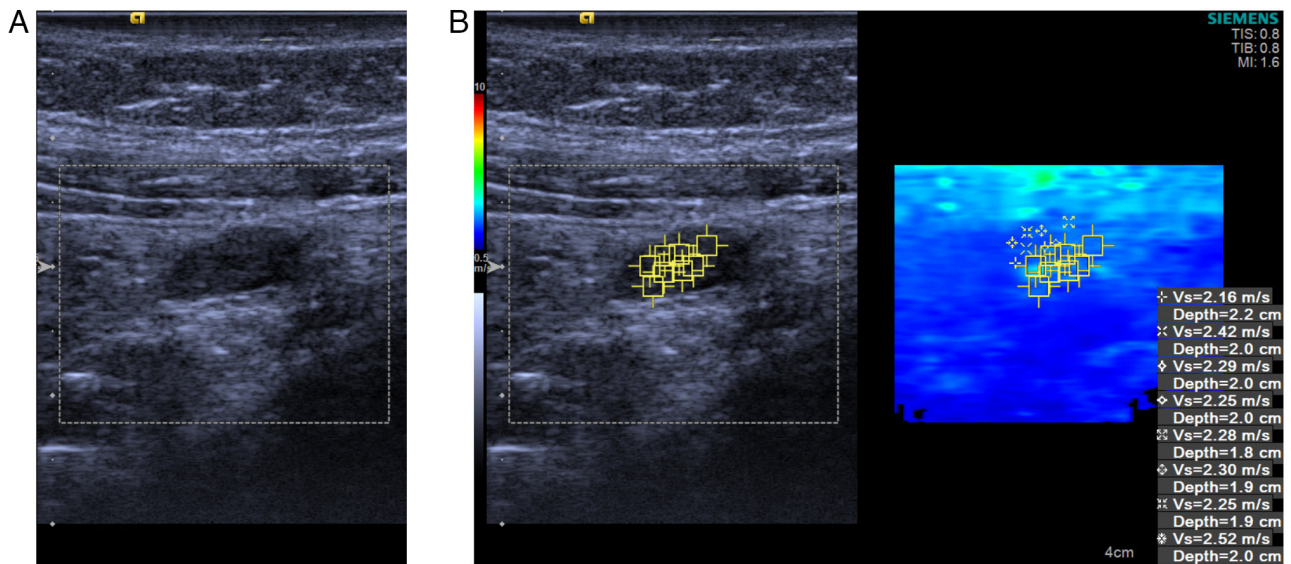 A
B
SIEMENS
TIS: 0.8
TIB: 0.8
MI: 1.6
10
0.5
m/s
Vs=2.16 m/s
Depth=2.2 cm
Vs=2.42 m/s
Depth=2.0 cm
Vs=2.29 m/s
Depth=2.0 cm
Vs=2.25 m/s
Depth=2.0 cm
Vs=2.28 m/s
Depth=1.8 cm
Vs=2.30 m/s
Depth=1.9 cm
Vs=2.25 m/s
Depth=1.9 cm
Vs=2.52 m/s
Depth=2.0 cm
4cm